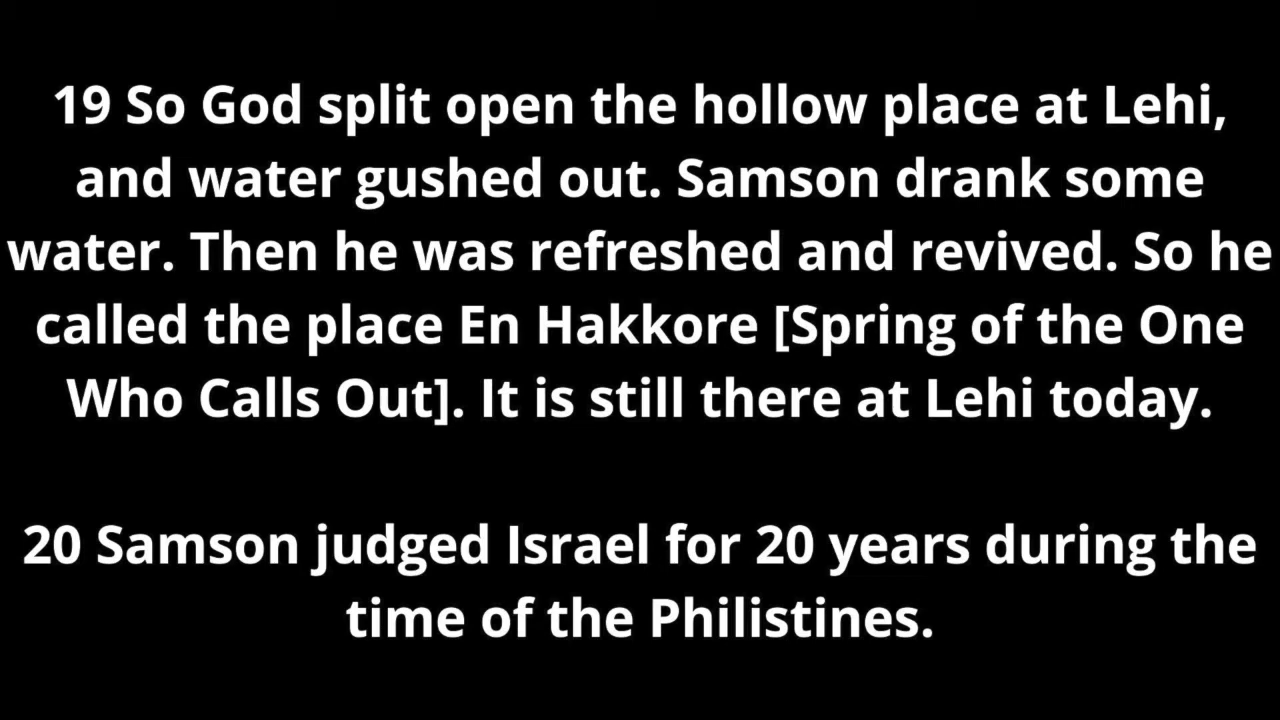 19 So God split open the hollow place at Lehi,
and water gushed out. Samson drank some
water. Then he was refreshed and revived. So he
called the place En Hakkore [Spring of the One
Who Calls Out]. It is still there at Lehi today.
20 Samson judged Israel for 20 years during the
time of the Philistines.